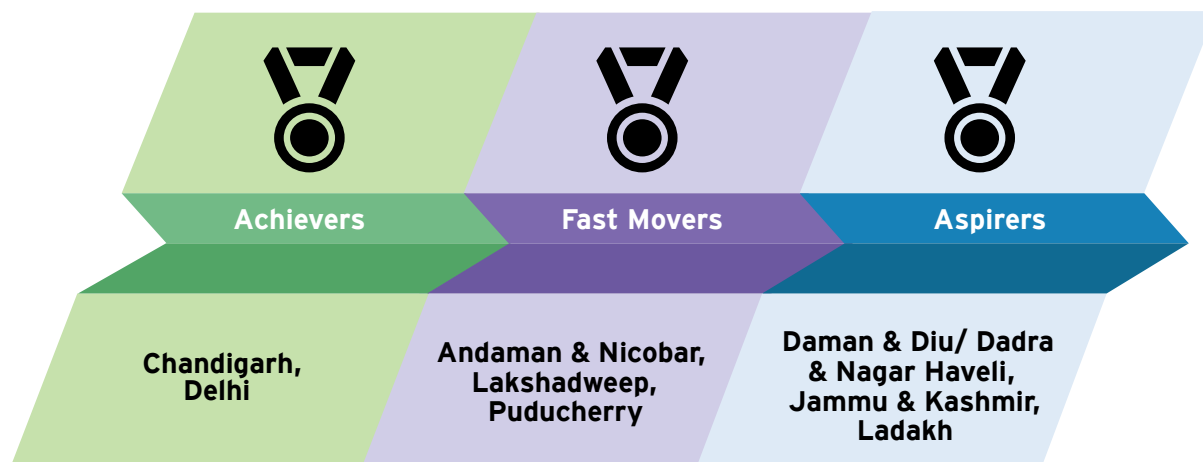 Achievers
Fast Movers
Aspirers
Chandigarh,
Delhi
Andaman & Nicobar,
Lakshadweep,
Puducherry
Daman & Diu/ Dadra
& Nagar Haveli,
Jammu & Kashmir,
Ladakh